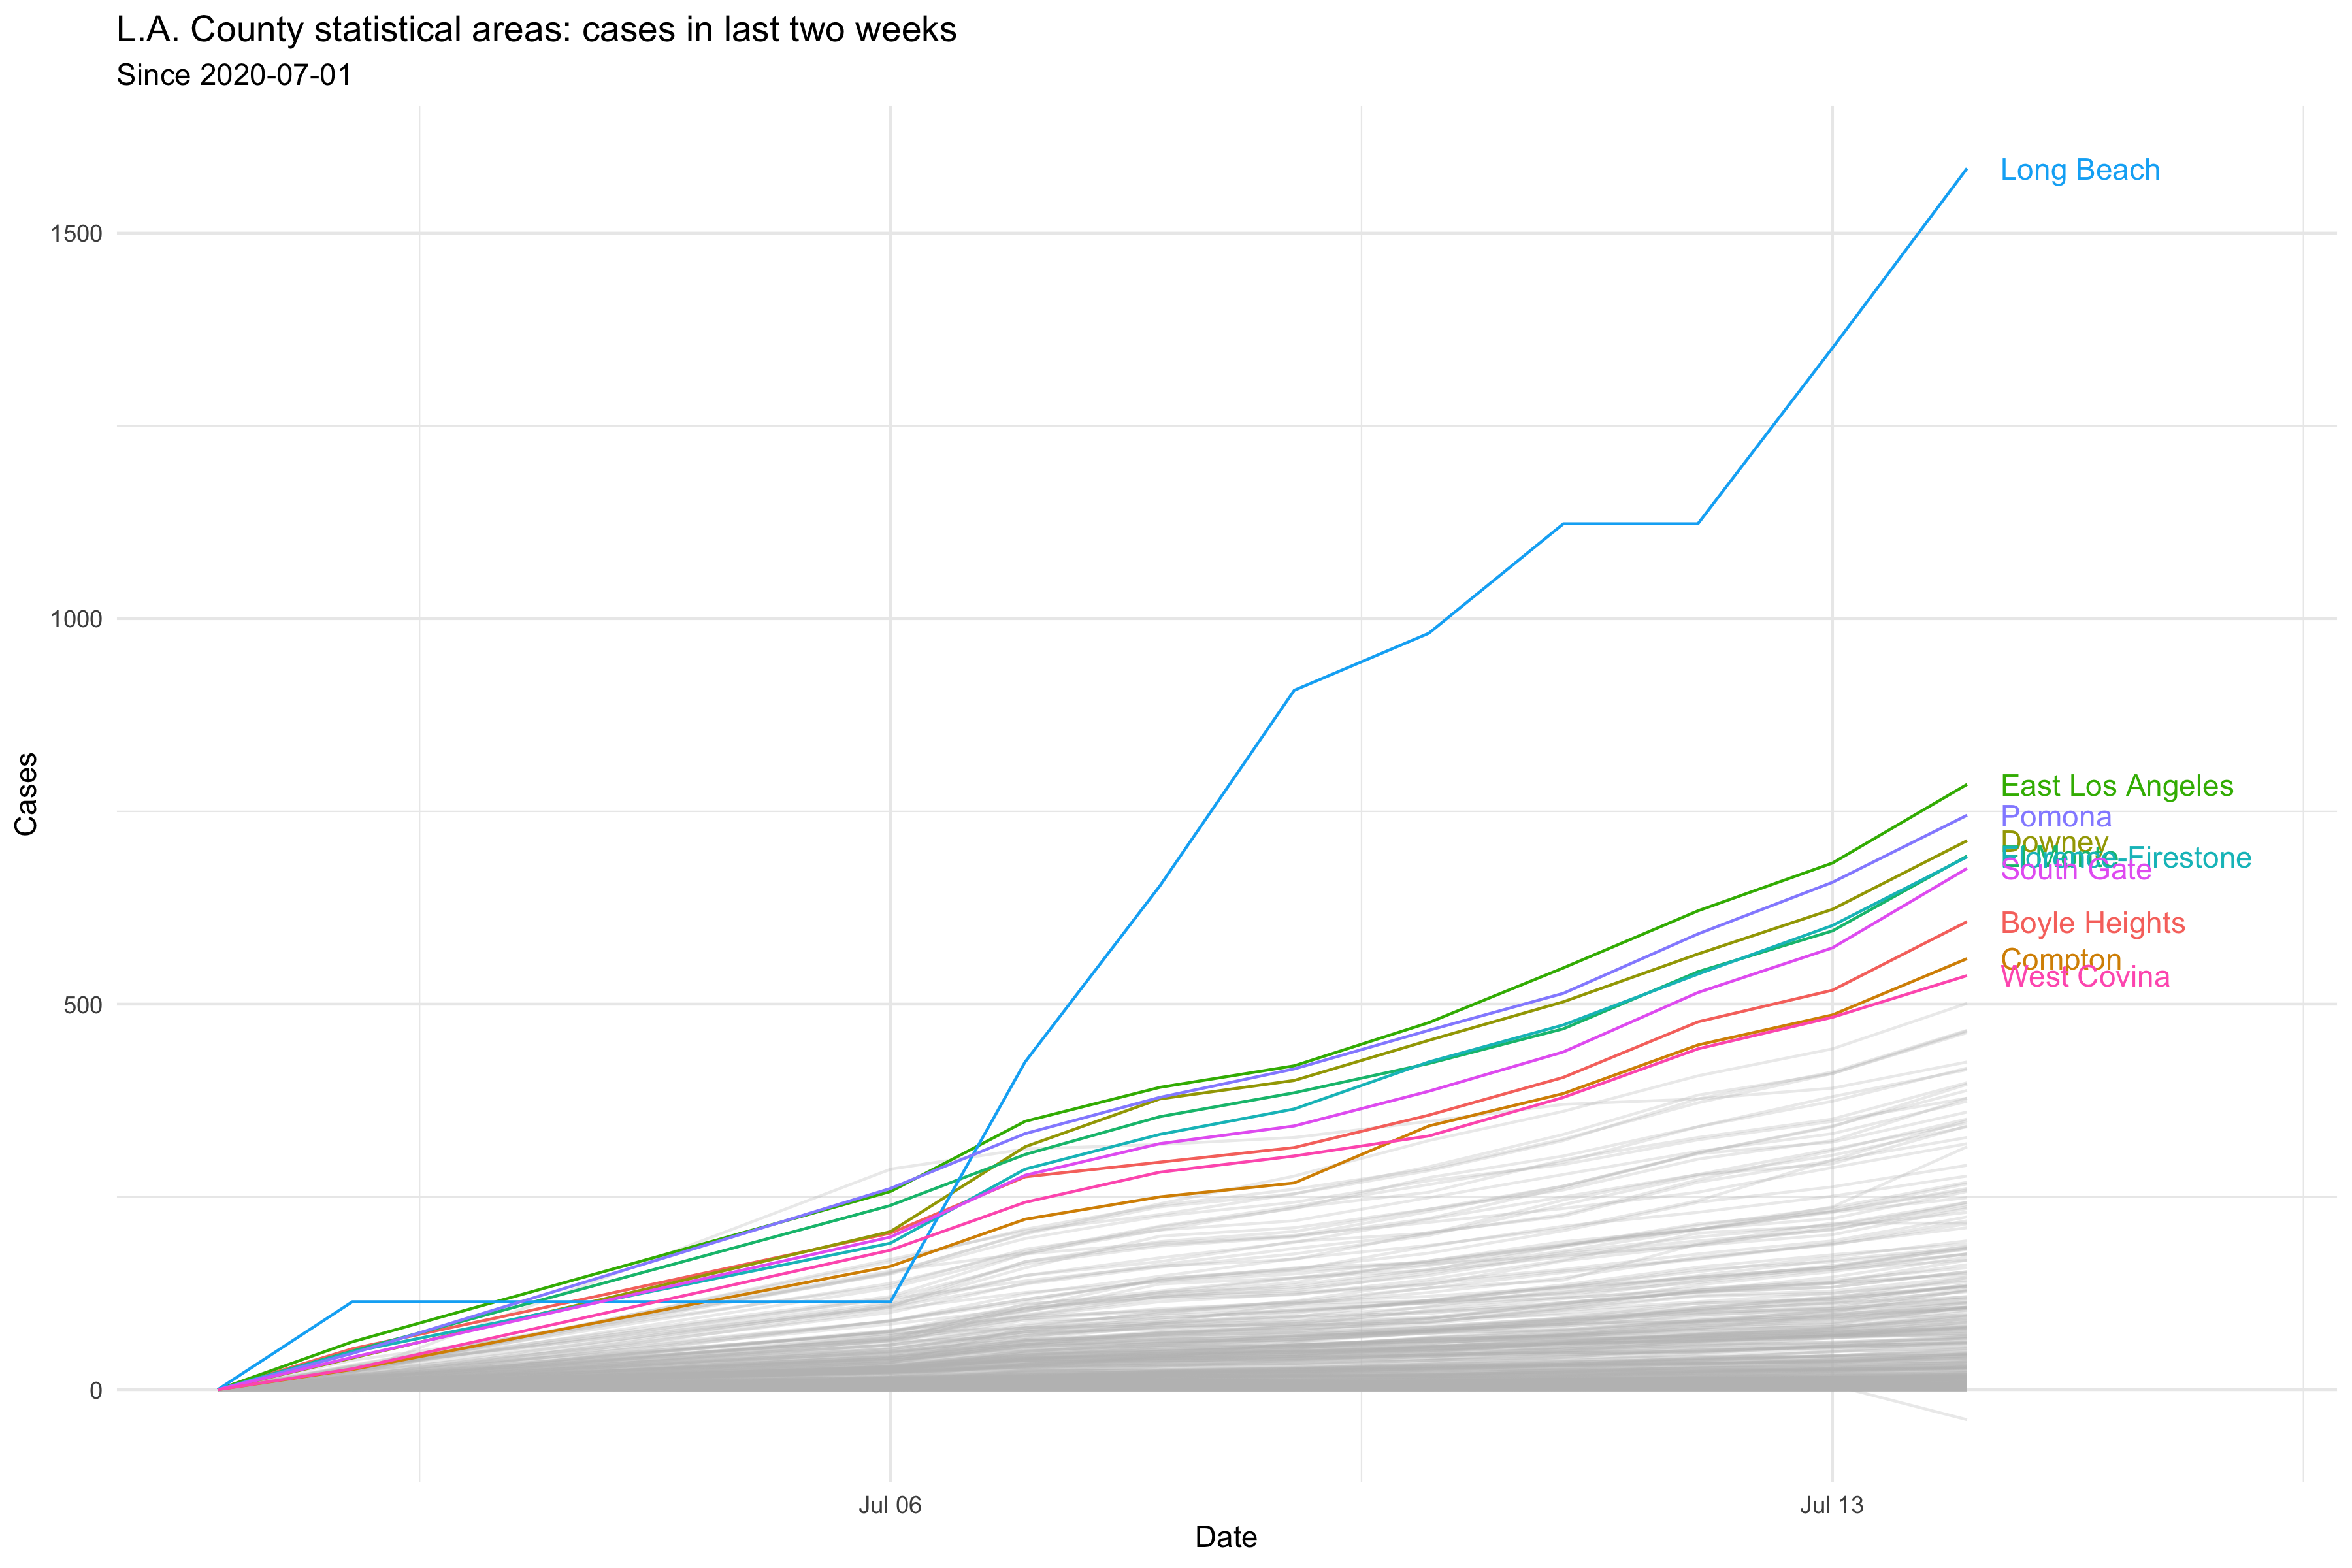 L.A. County statistical areas: cases in last two weeks
Since 2020-07-01
Long Beach
1500
1000
East Los Angeles
Pomona
Downey
Florence-Firestone
El Monte
South Gate
Boyle Heights
Compton
West Covina
500
0
Cases
Jul 06
Jul 13
Date